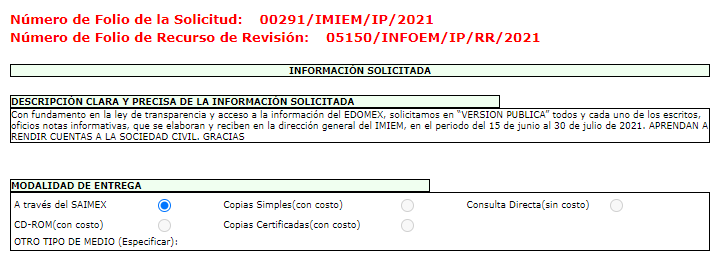 Número de Folio de la Solicitud: 00291/IMIEM/IP/2021
Número de Folio de Recurso de Revisión: 05150/INFOEM/IP/RR/2021
INFORMACIÓN SOLICITADA
DESCRIPCIÓN CLARA Y PRECISA DE LA INFORMACIÓN SOLICITADA
Con fundamento en la ley de transparencia y acceso a la información del EDOMEX, solicitamos en "VERSION PUBLICA" todos y cada uno de los escritos,
oficios notas informativas, que se elaboran y reciben en la dirección general del IMIEM, en el periodo del 15 de junio al 30 de julio de 2021. APRENDAN A
RENDIR CUENTAS A LA SOCIEDAD CIVIL. GRACIAS
MODALIDAD DE ENTREGA
A través del SAIMEX Copias Simples(con costo) Consulta Directa(sin costo)
CD-ROM(con costo) Copias Certificadas(con costo)
OTRO TIPO DE MEDIO (Especificar):